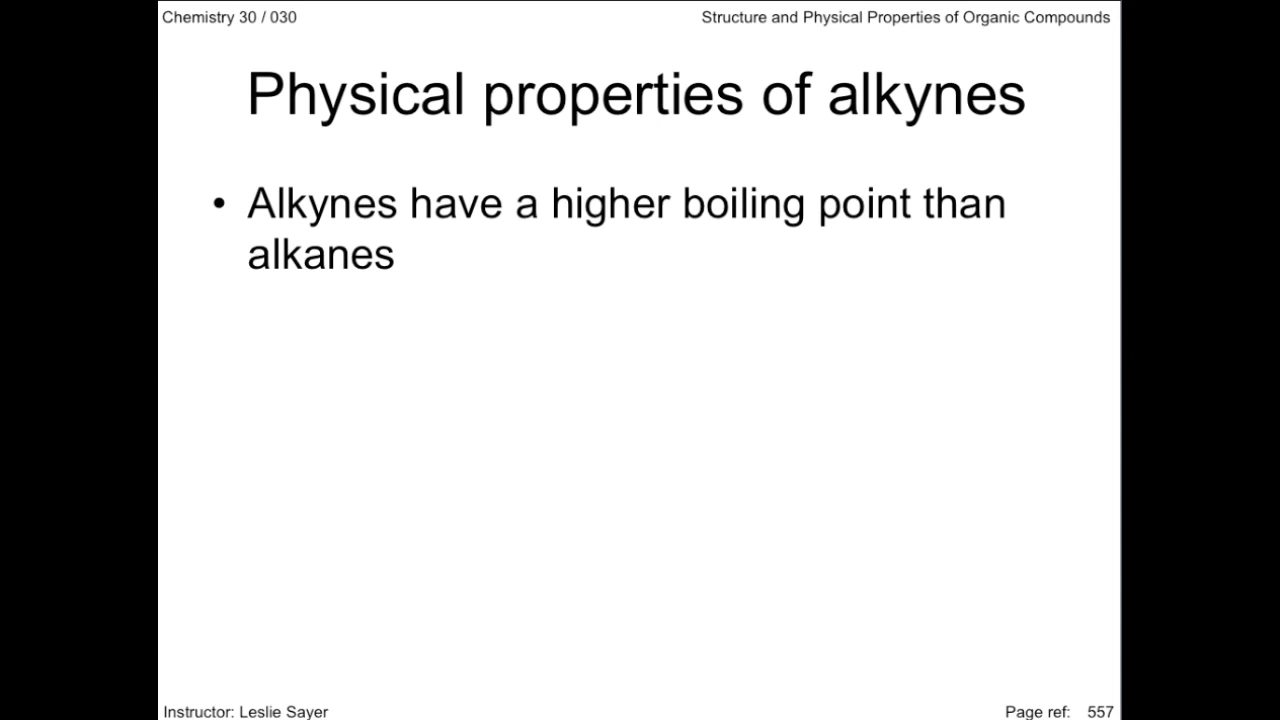 Chemistry 30 / 030
Structure and Physical Properties of Organic Compounds
Physical properties of alkynes
• Alkynes have a higher boiling point than
alkanes
Instructor: Leslie Sayer
Page ref: 557